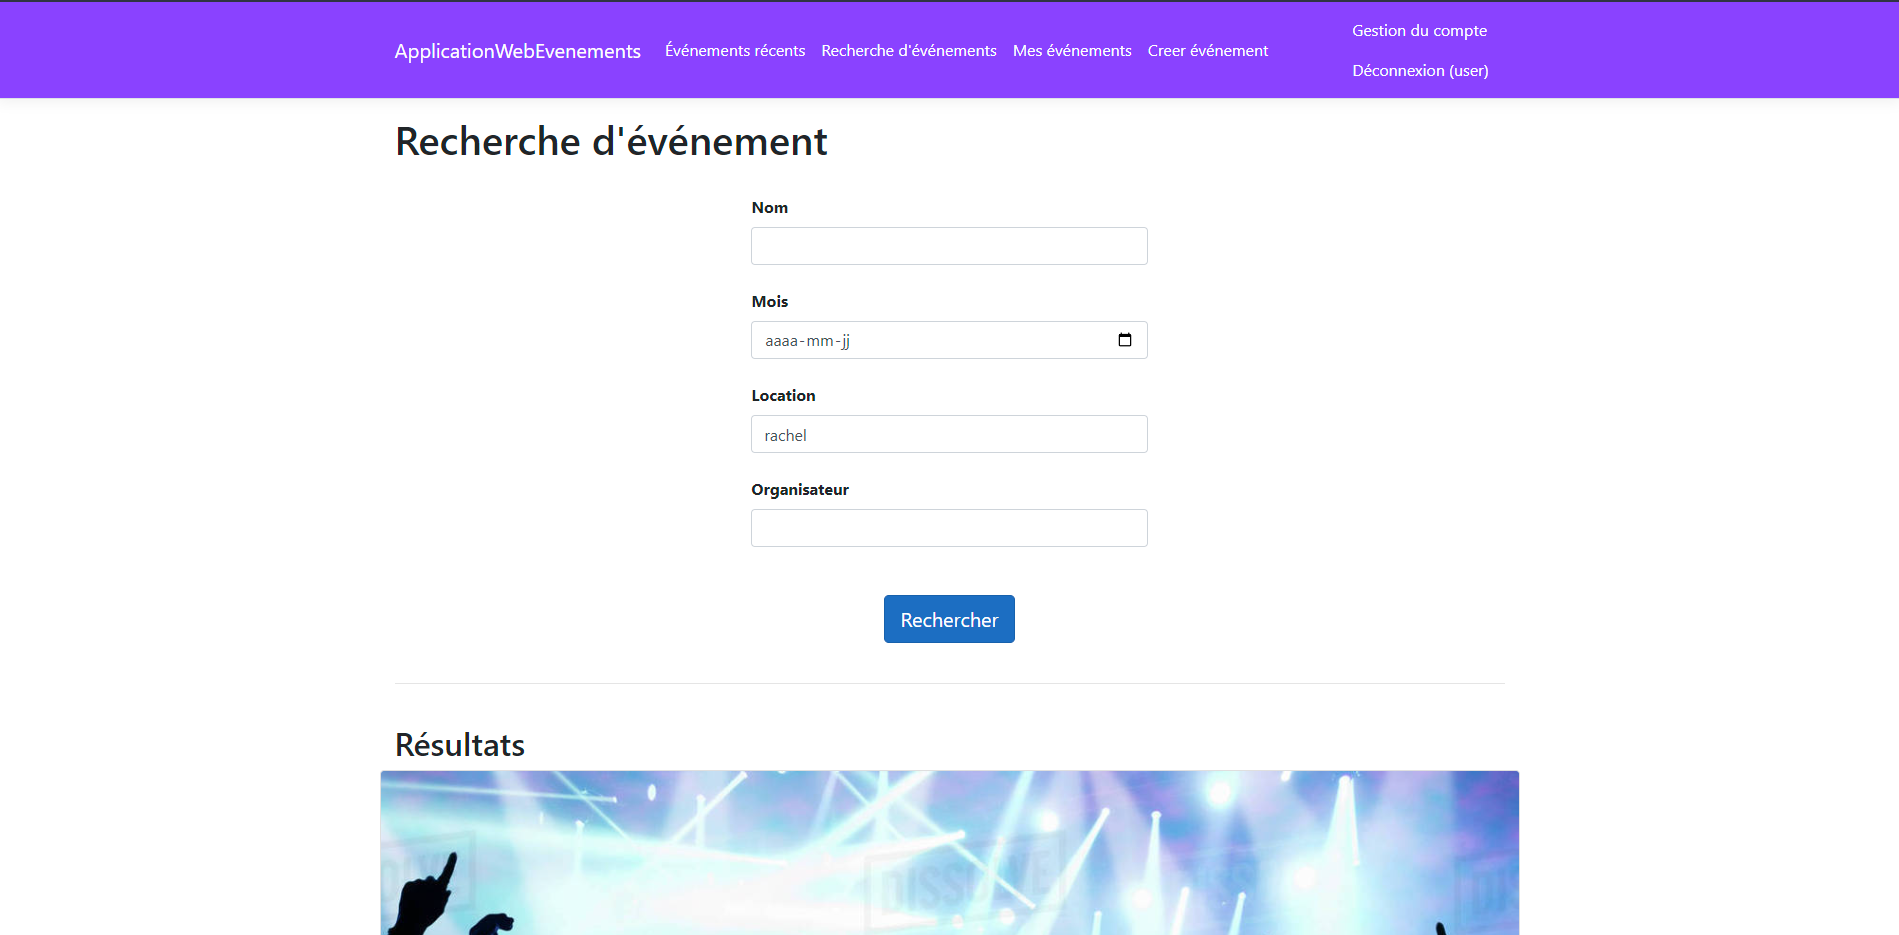 ApplicationWebEvenements
Événements récents
Recherche d'événements
Mes événements
Creer événement
Gestion du compte
Déconnexion (user)
Recherche d'événement
Nom
Mois
aaaa-mm-jj
Location
rachel
Organisateur
Rechercher
Résultats
DISSOLVE